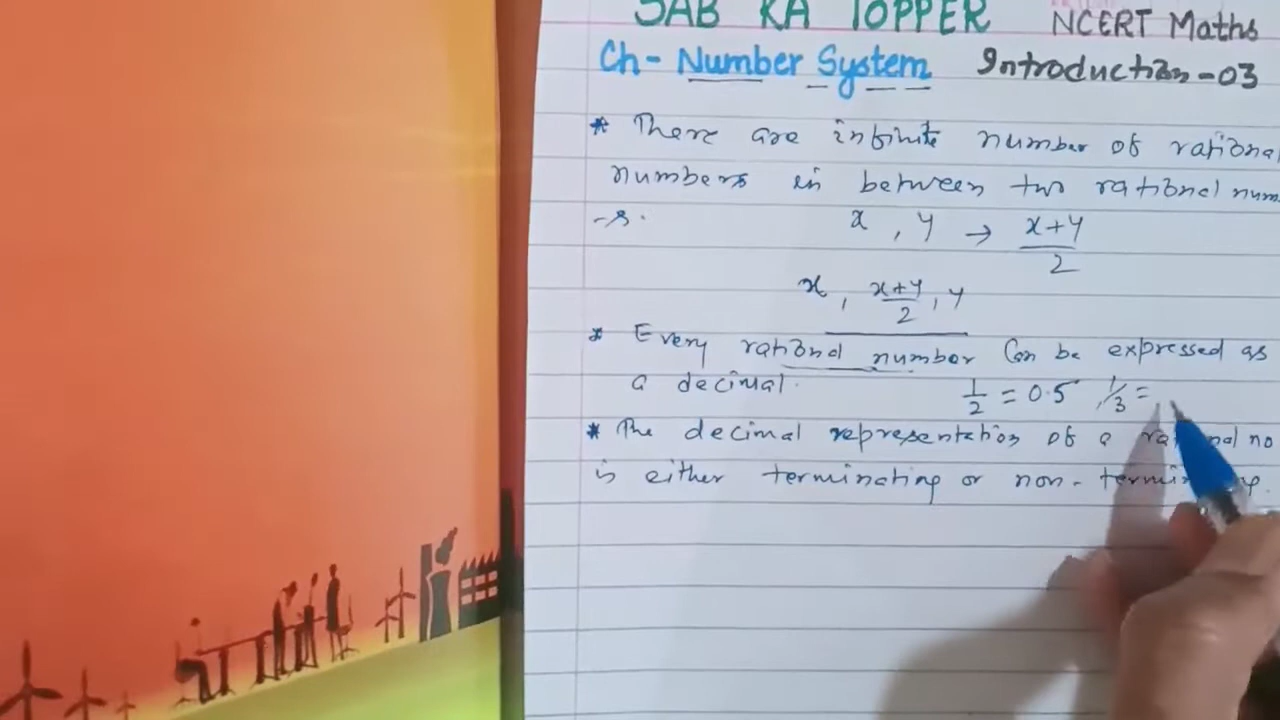 SAB KA TOPPER NCERT Maths
Ch- Number System Introduction-03
* There are infinite number of rational
numbers in between two rational num
-s.
x , y → x+y/2
x, x+y/2, y
* Every rational number Can be expressed as
a decimal. 1/2 = 0.5 , 1/3 =
* The decimal representation of a no
is either terminating or non-